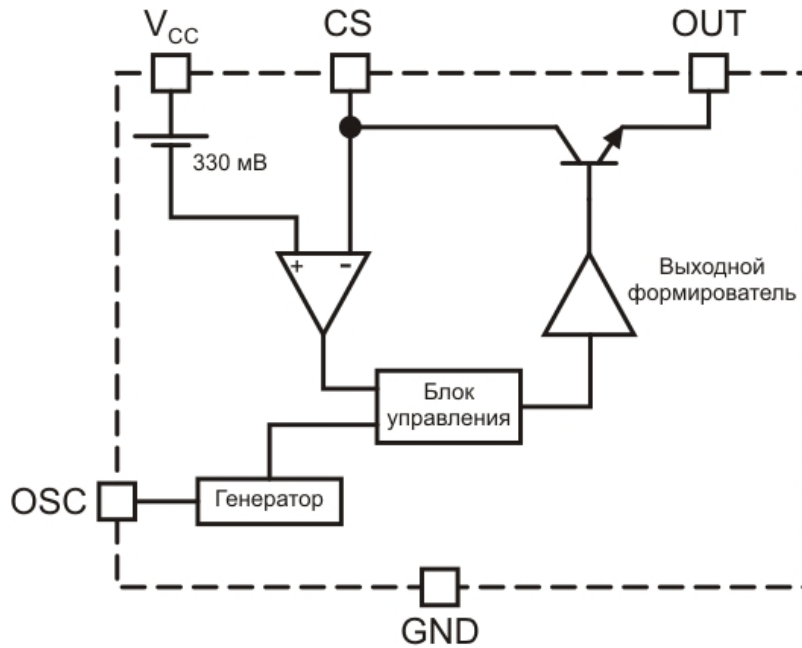 VCC
CS
OUT
330 мВ
+
-
Выходной
формирователь
Блок
управления
OSC
Генератор
GND